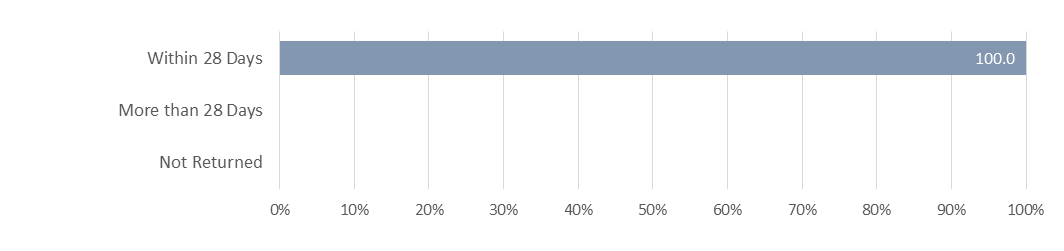 Within 28 Days
100.0
More than 28 Days
Not Returned
0% 10% 20% 30% 40% 50% 60% 70% 80% 90% 100%